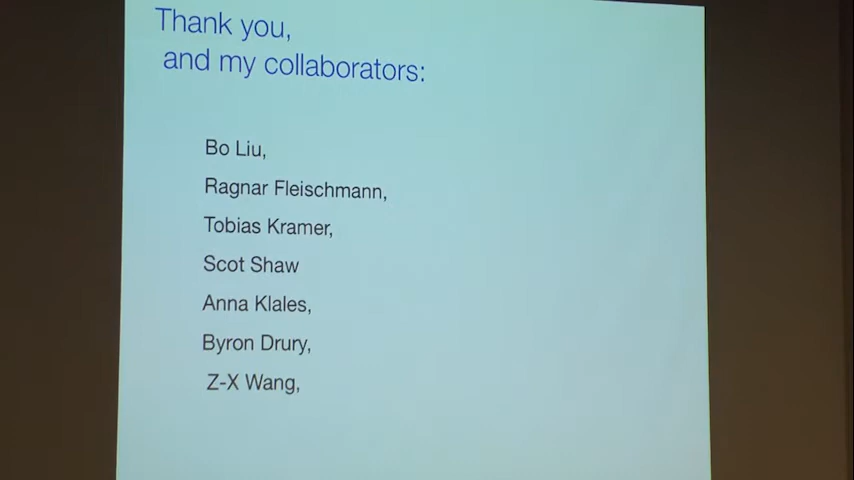 Thank you,
and my collaborators:
Bo Liu,
Ragnar Fleischmann,
Tobias Kramer,
Scot Shaw
Anna Klales,
Byron Drury,
Z-X Wang,